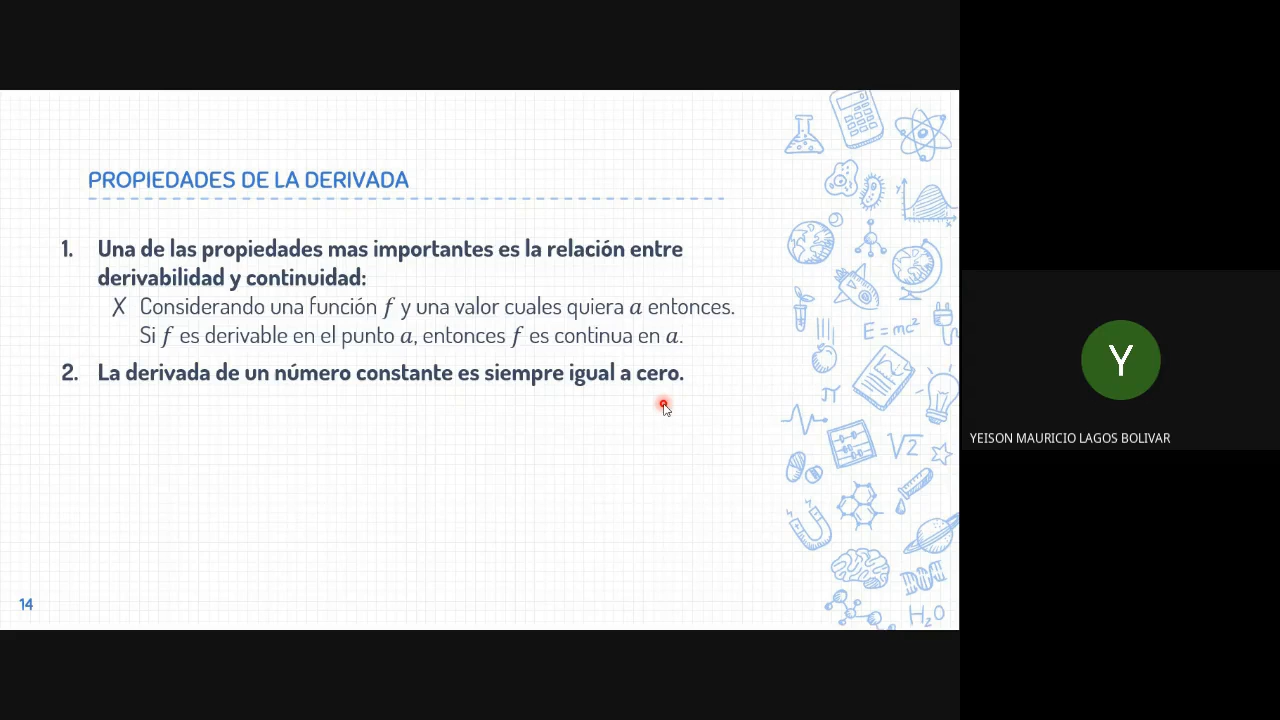 PROPIEDADES DE LA DERIVADA
1. Una de las propiedades mas importantes es la relación entre
derivabilidad y continuidad:
X Considerando una función f y una valor cuales quiera a entonces.
Si f es derivable en el punto a, entonces f es continua en a.
2. La derivada de un número constante es siempre igual a cero.
14
y
x
E=mc²
π
√2
H₂O
Y
YEISON MAURICIO LAGOS BOLIVAR